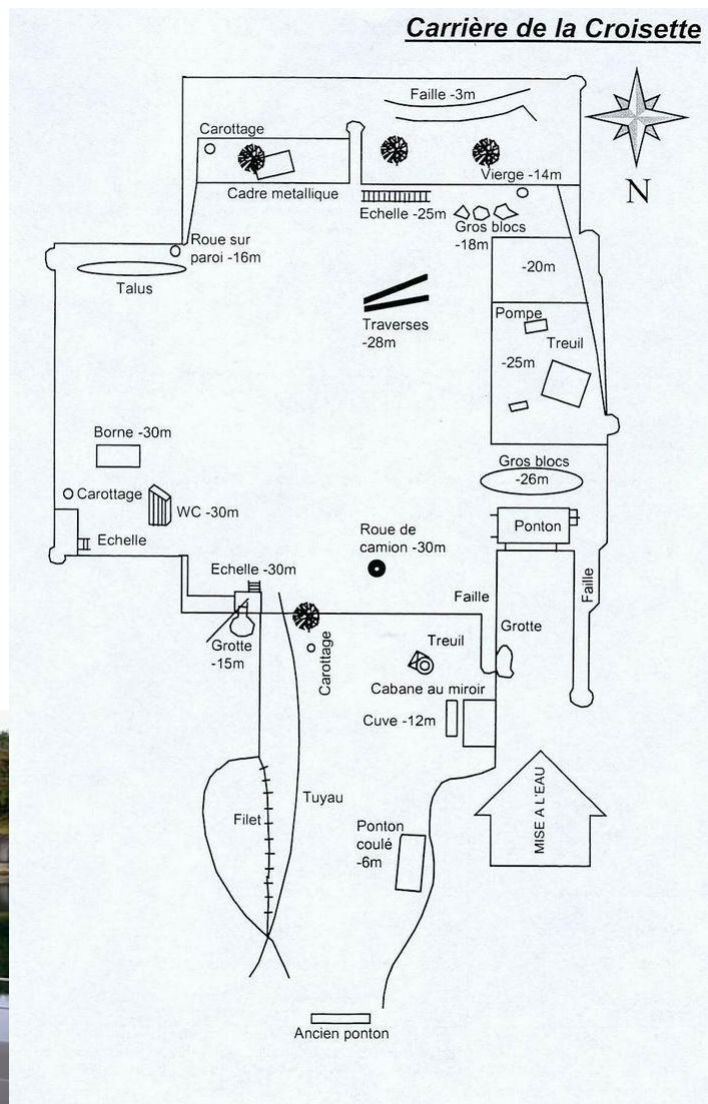 Carrière de la Croisette
Faille -3m
Carottage
Vierge -14m
Cadre metallique
Echelle -25m
Gros blocs
-18m
N
Roue sur
paroi -16m
Talus
-20m
Traverses
-28m
Pompe
Treuil
-25m
Borne -30m
Carottage
WC -30m
Echelle
Gros blocs
-26m
Ponton
Roue de
camion -30m
Echelle -30m
Faille
Faille
Grotte
Grotte
-15m
Carottage
Treuil
Cabane au miroir
Cuve -12m
MISE A L'EAU
Tuyau
Filet
Ponton
coulé
-6m
Ancien ponton